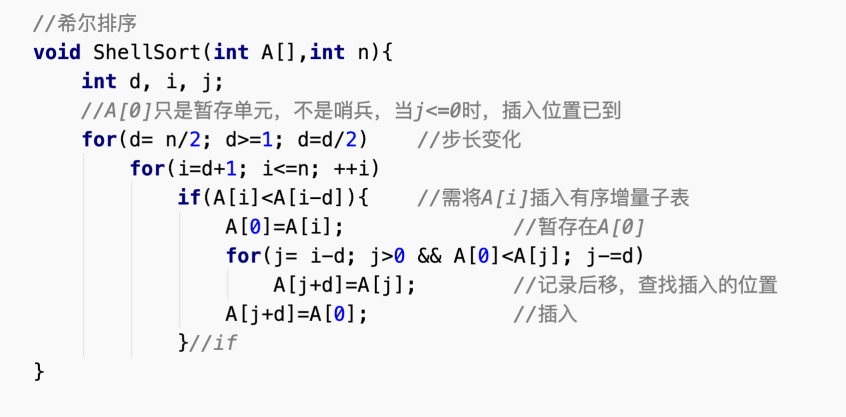 //希尔排序
void ShellSort(int A[],int n){
    int d, i, j;
    //A[0]只是暂存单元，不是哨兵，当j<=0时，插入位置已到
    for(d= n/2; d>=1; d=d/2)    //步长变化
        for(i=d+1; i<=n; ++i)
            if(A[i]<A[i-d]){    //需将A[i]插入有序增量子表
                A[0]=A[i];              //暂存在A[0]
                for(j= i-d; j>0 && A[0]<A[j]; j-=d)
                    A[j+d]=A[j];        //记录后移，查找插入的位置
                A[j+d]=A[0];            //插入
            }//if
}